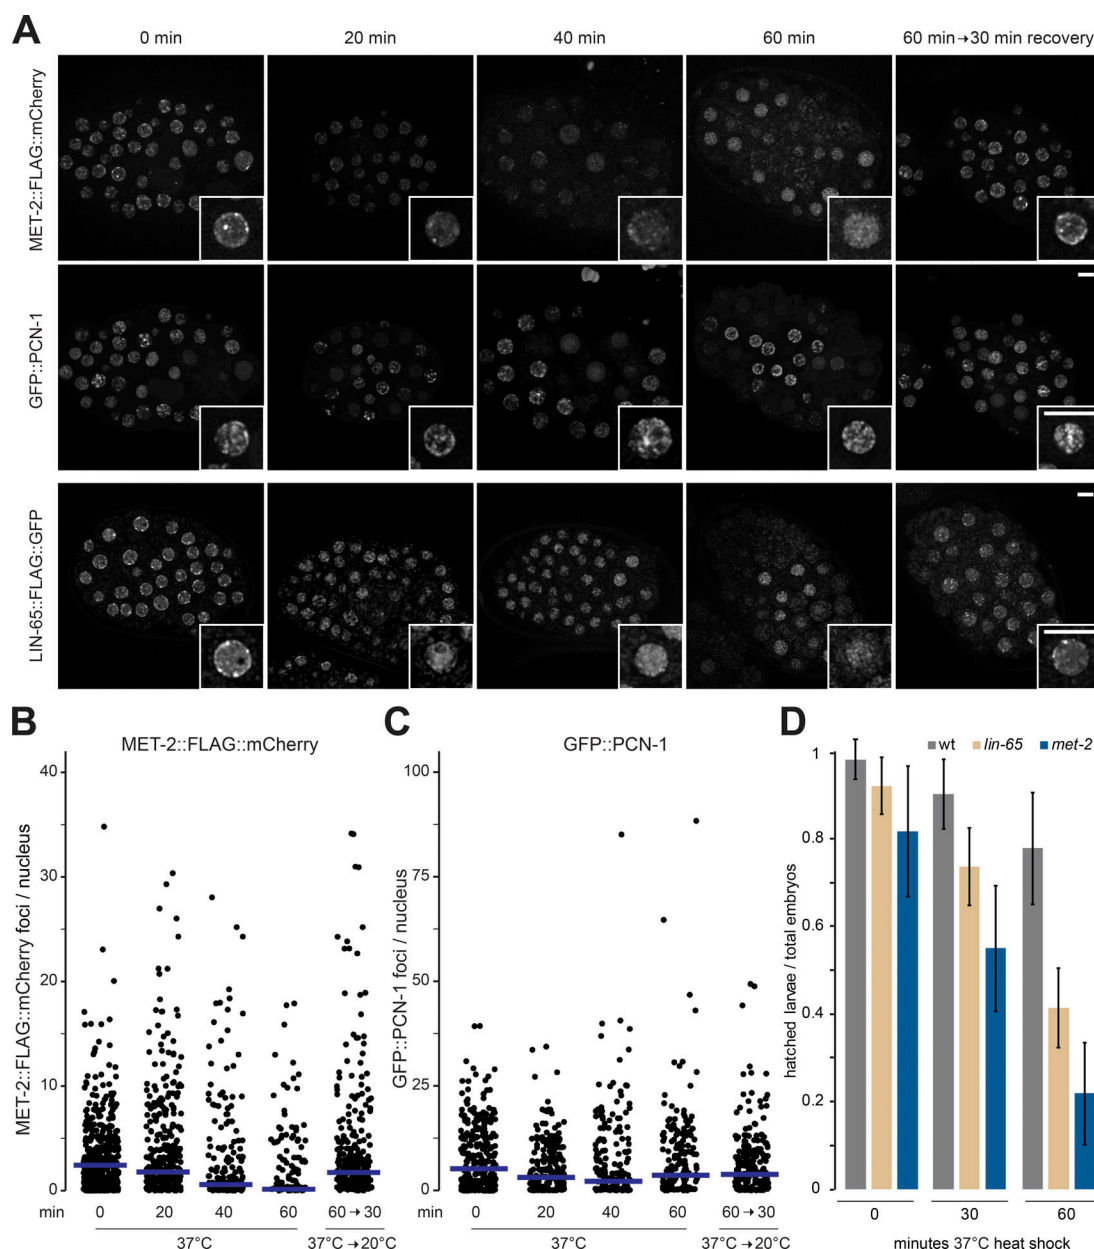 A
0 min 20 min 40 min 60 min 60 min→30 min recovery
MET-2::FLAG::mCherry
GFP::PCN-1
LIN-65::FLAG::GFP
B
MET-2::FLAG::mCherry
MET-2::FLAG::mCherry foci / nucleus
40
30
20
10
0
min 0 20 40 60 60→30
37°C 37°C→20°C
C
GFP::PCN-1
GFP::PCN-1 foci / nucleus
100
75
50
25
0
min 0 20 40 60 60→30
37°C 37°C→20°C
D
wt lin-65 met-2
hatched larvae / total embryos
1
0.8
0.6
0.4
0.2
0
0 30 60
minutes 37°C heat shock